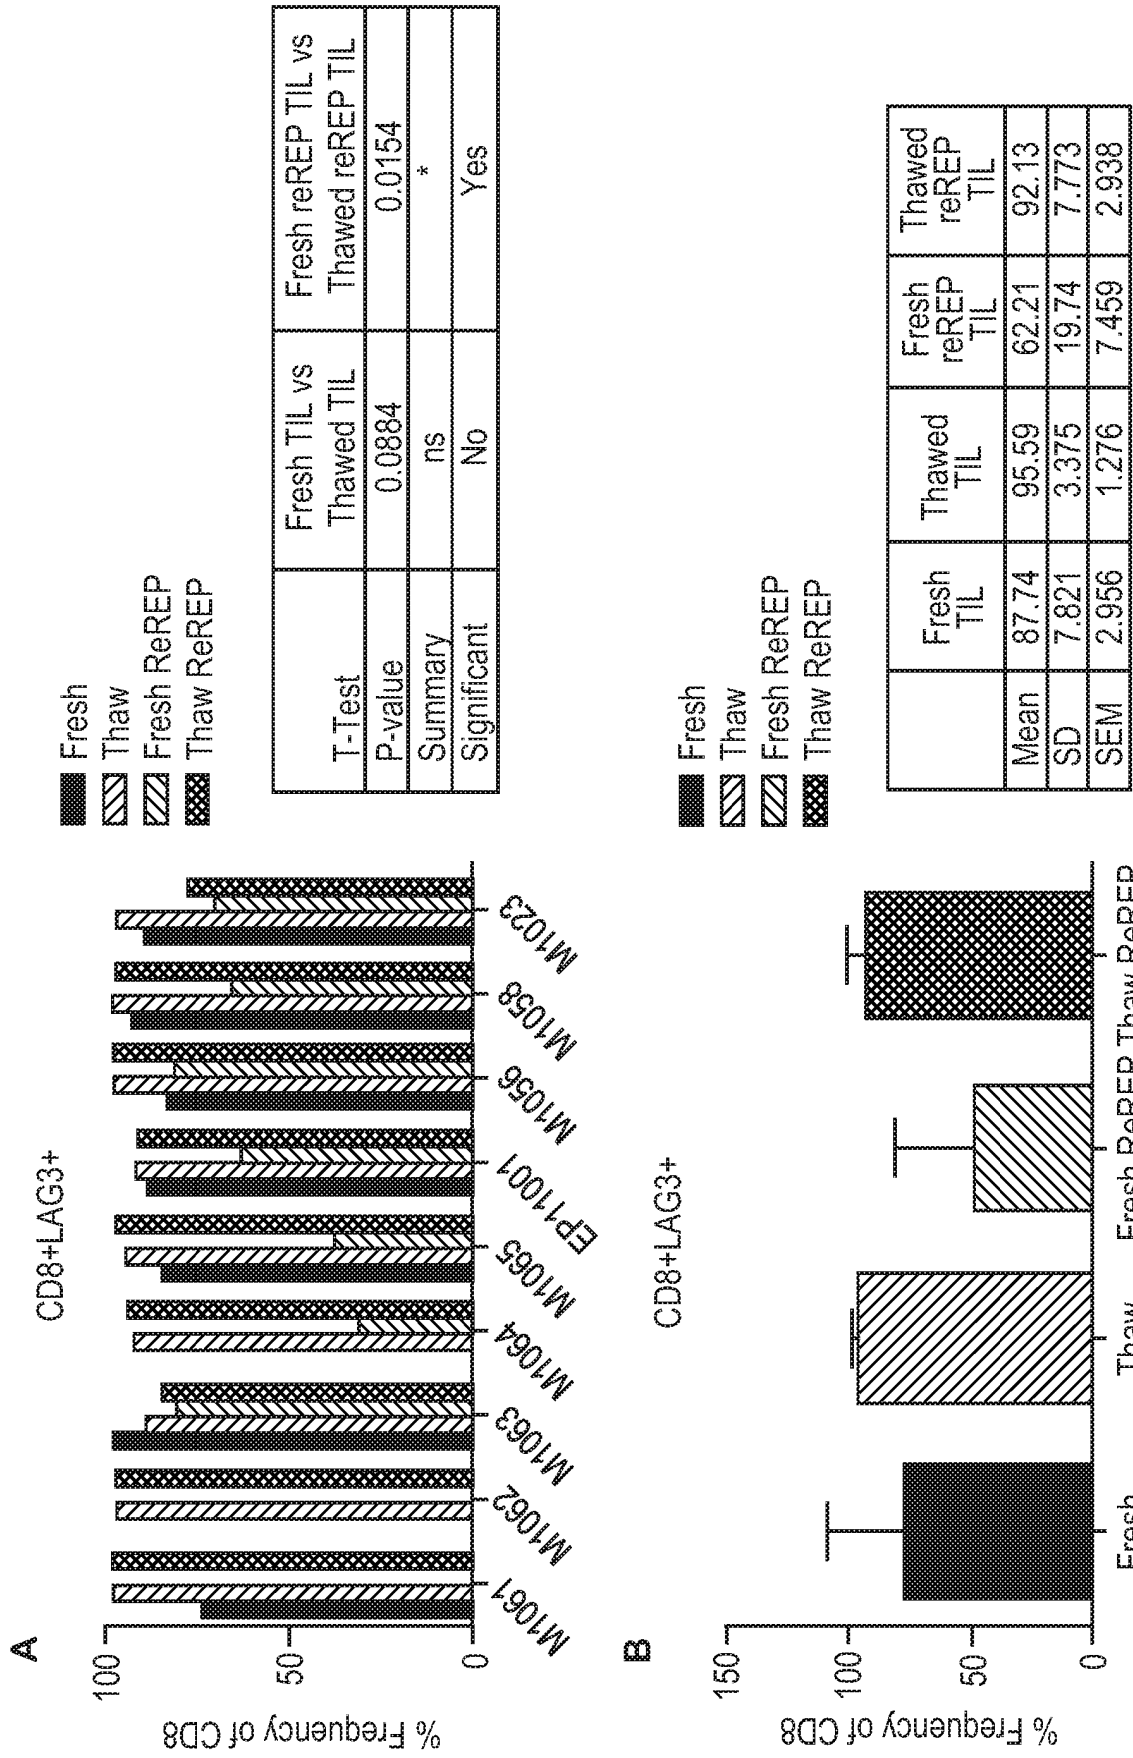 A
CD8+LAG3+
% Frequency of CD8
100
50
0
M1061
M1062
M1063
M1064
M1065
EP11001
M1056
M1058
M1023
Fresh
Thaw
Fresh ReREP
Thaw ReREP
T-Test
Fresh TIL vs
Thawed TIL
Fresh reREP TIL vs
Thawed reREP TIL
P-value 0.0884 0.0154
Summary ns *
Significant No Yes
B
CD8+LAG3+
% Frequency of CD8
150
100
50
0
Fresh
Thaw
Fresh ReREP
Thaw ReREP
Fresh
Thaw
Fresh ReREP
Thaw ReREP
Fresh
TIL
Thawed
TIL
Fresh
reREP
TIL
Thawed
reREP
TIL
Mean 87.74 95.59 62.21 92.13
SD 7.821 3.375 19.74 7.773
SEM 2.956 1.276 7.459 2.938